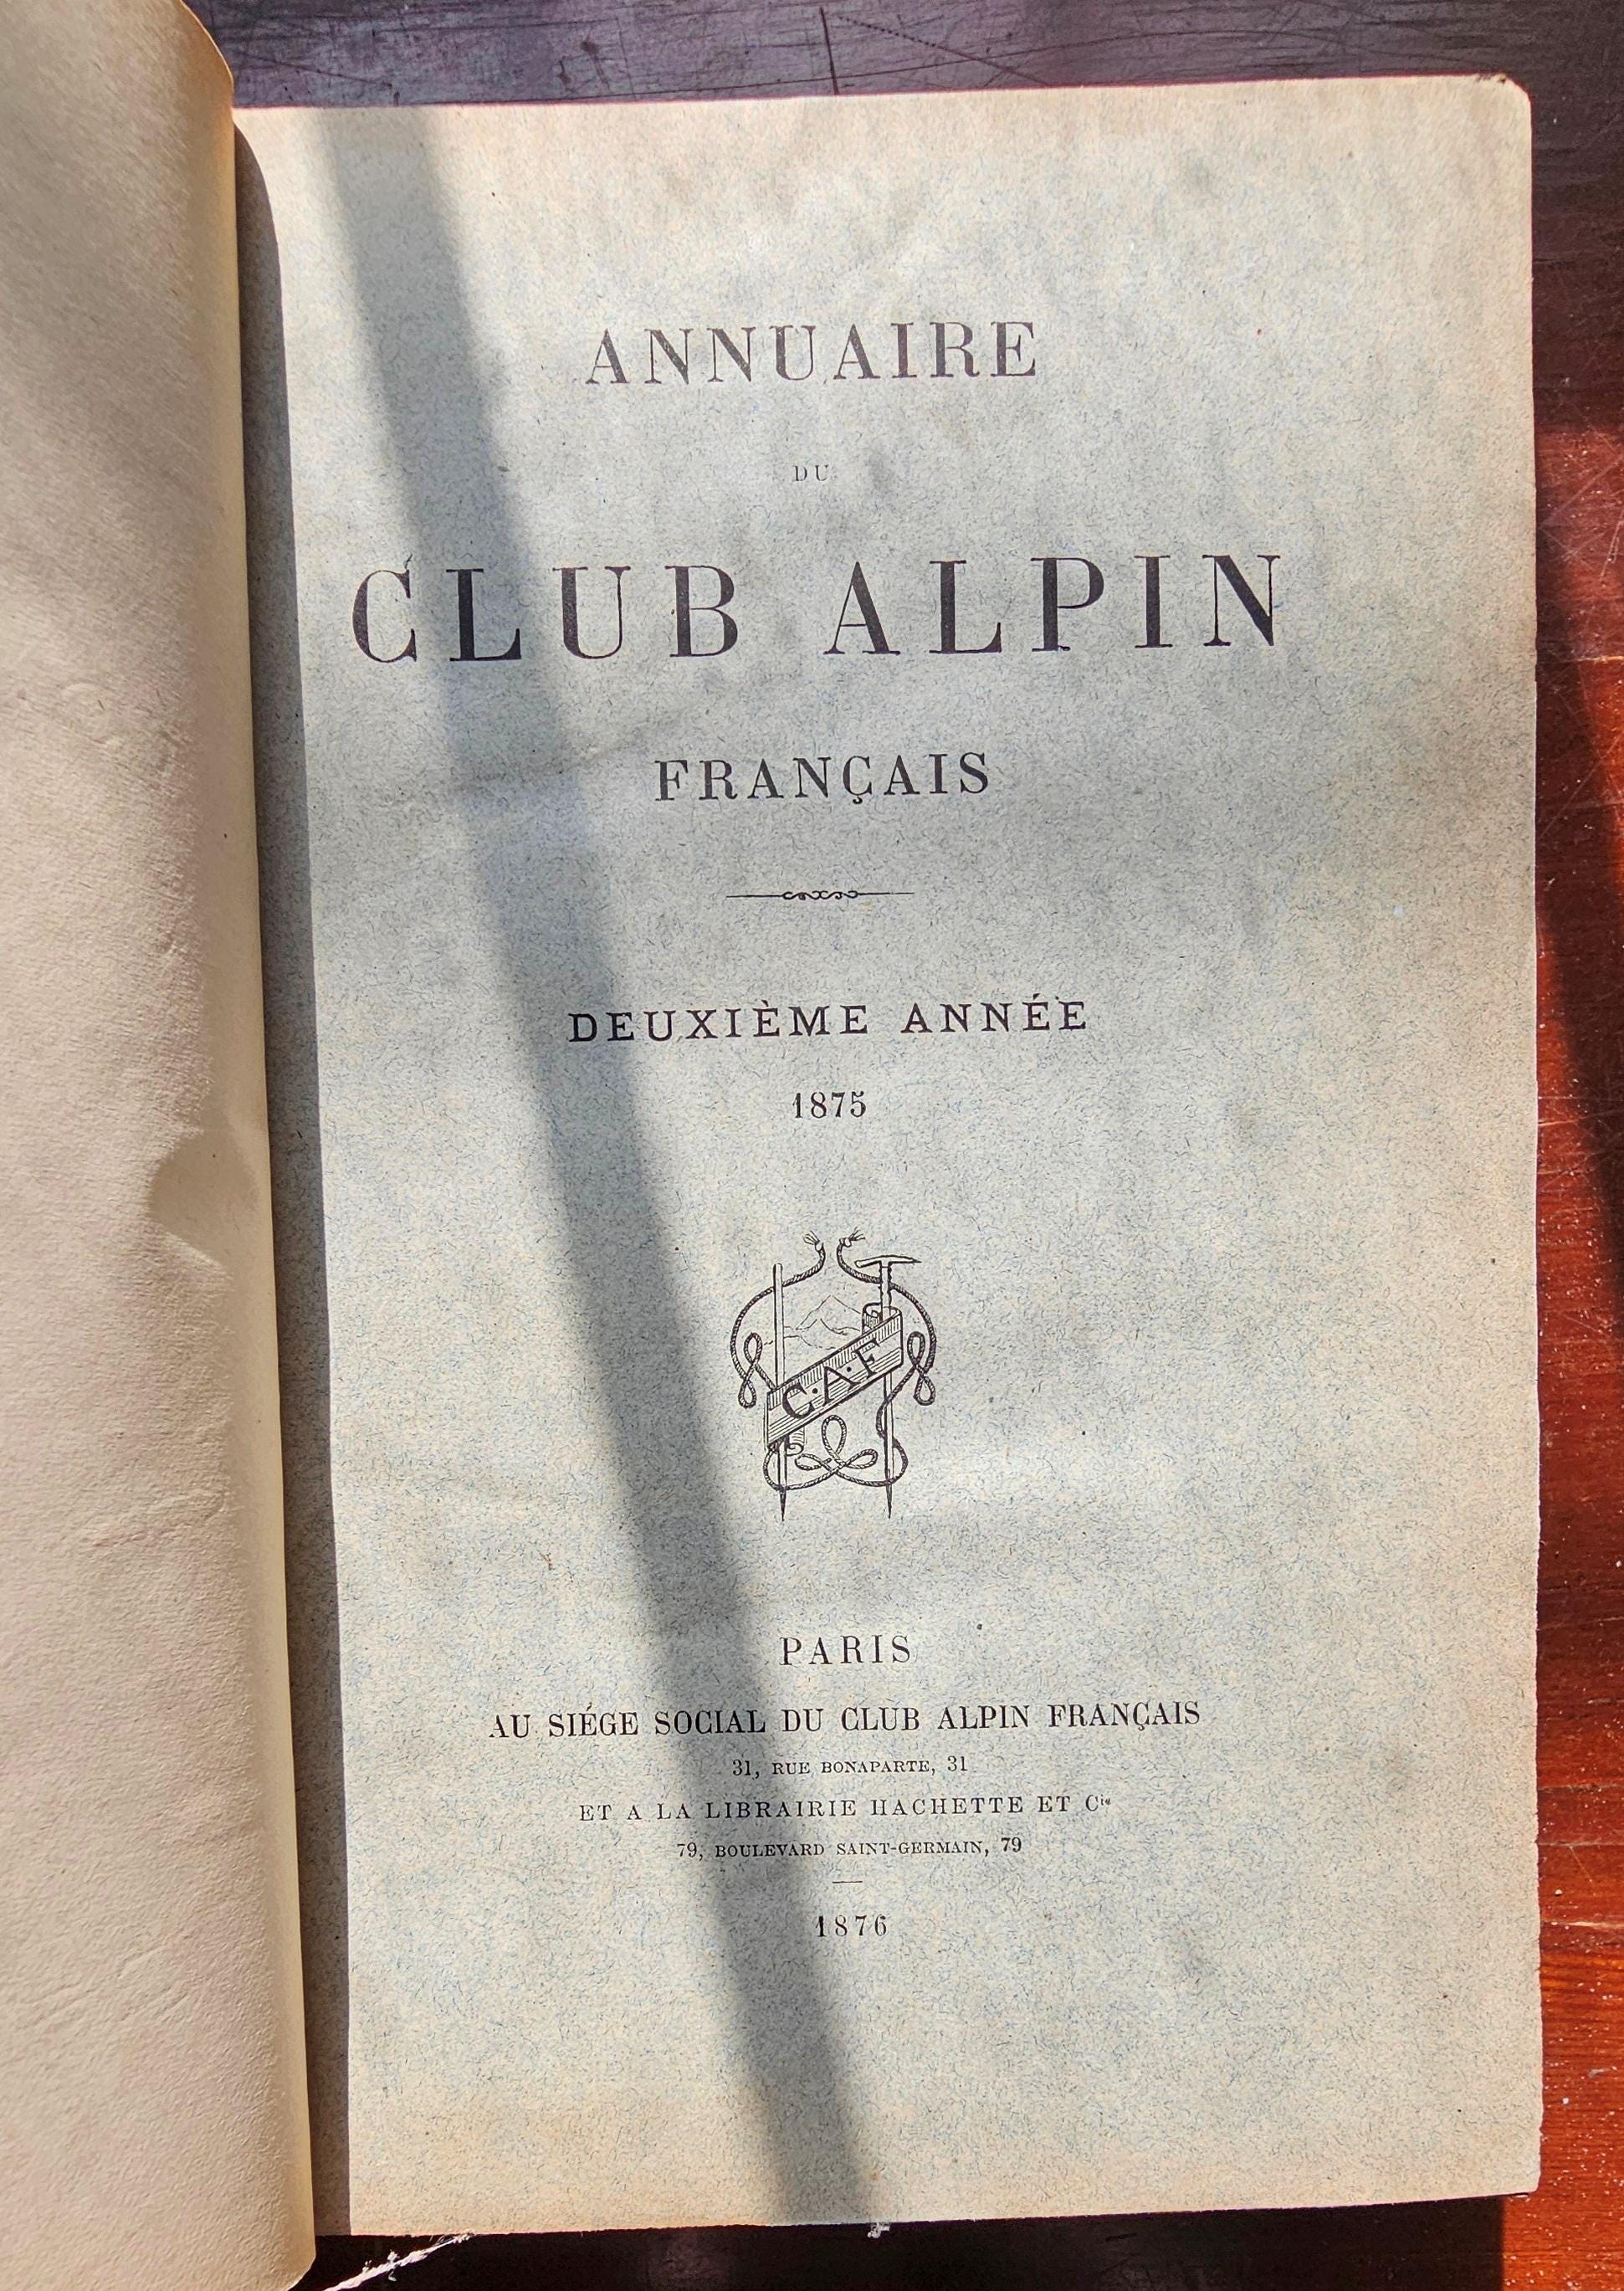 ANNUAIRE
DU
CLUB ALPIN
FRANÇAIS
DEUXIÈME ANNÉE
1875
C.A.F
PARIS
AU SIÉGE SOCIAL DU CLUB ALPIN FRANÇAIS
31, RUE BONAPARTE, 31
ET A LA LIBRAIRIE HACHETTE ET Cie
79, BOULEVARD SAINT-GERMAIN, 79
1876